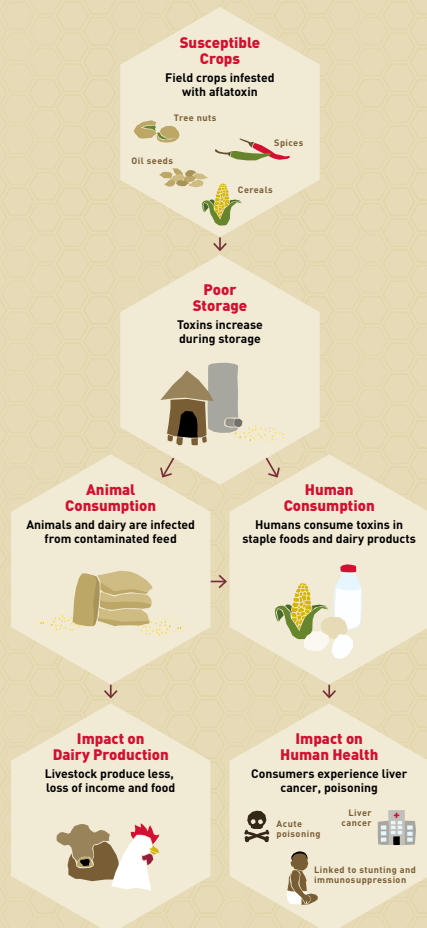 Susceptible
Crops
Field crops infested
with aflatoxin
Tree nuts
Spices
Oil seeds
Cereals
Poor
Storage
Toxins increase
during storage
Animal
Consumption
Animals and dairy are infected
from contaminated feed
Human
Consumption
Humans consume toxins in
staple foods and dairy products
Impact on
Dairy Production
Livestock produce less,
loss of income and food
Impact on
Human Health
Consumers experience liver
cancer, poisoning
Acute
poisoning
Liver
cancer
Linked to stunting and
immunosuppression